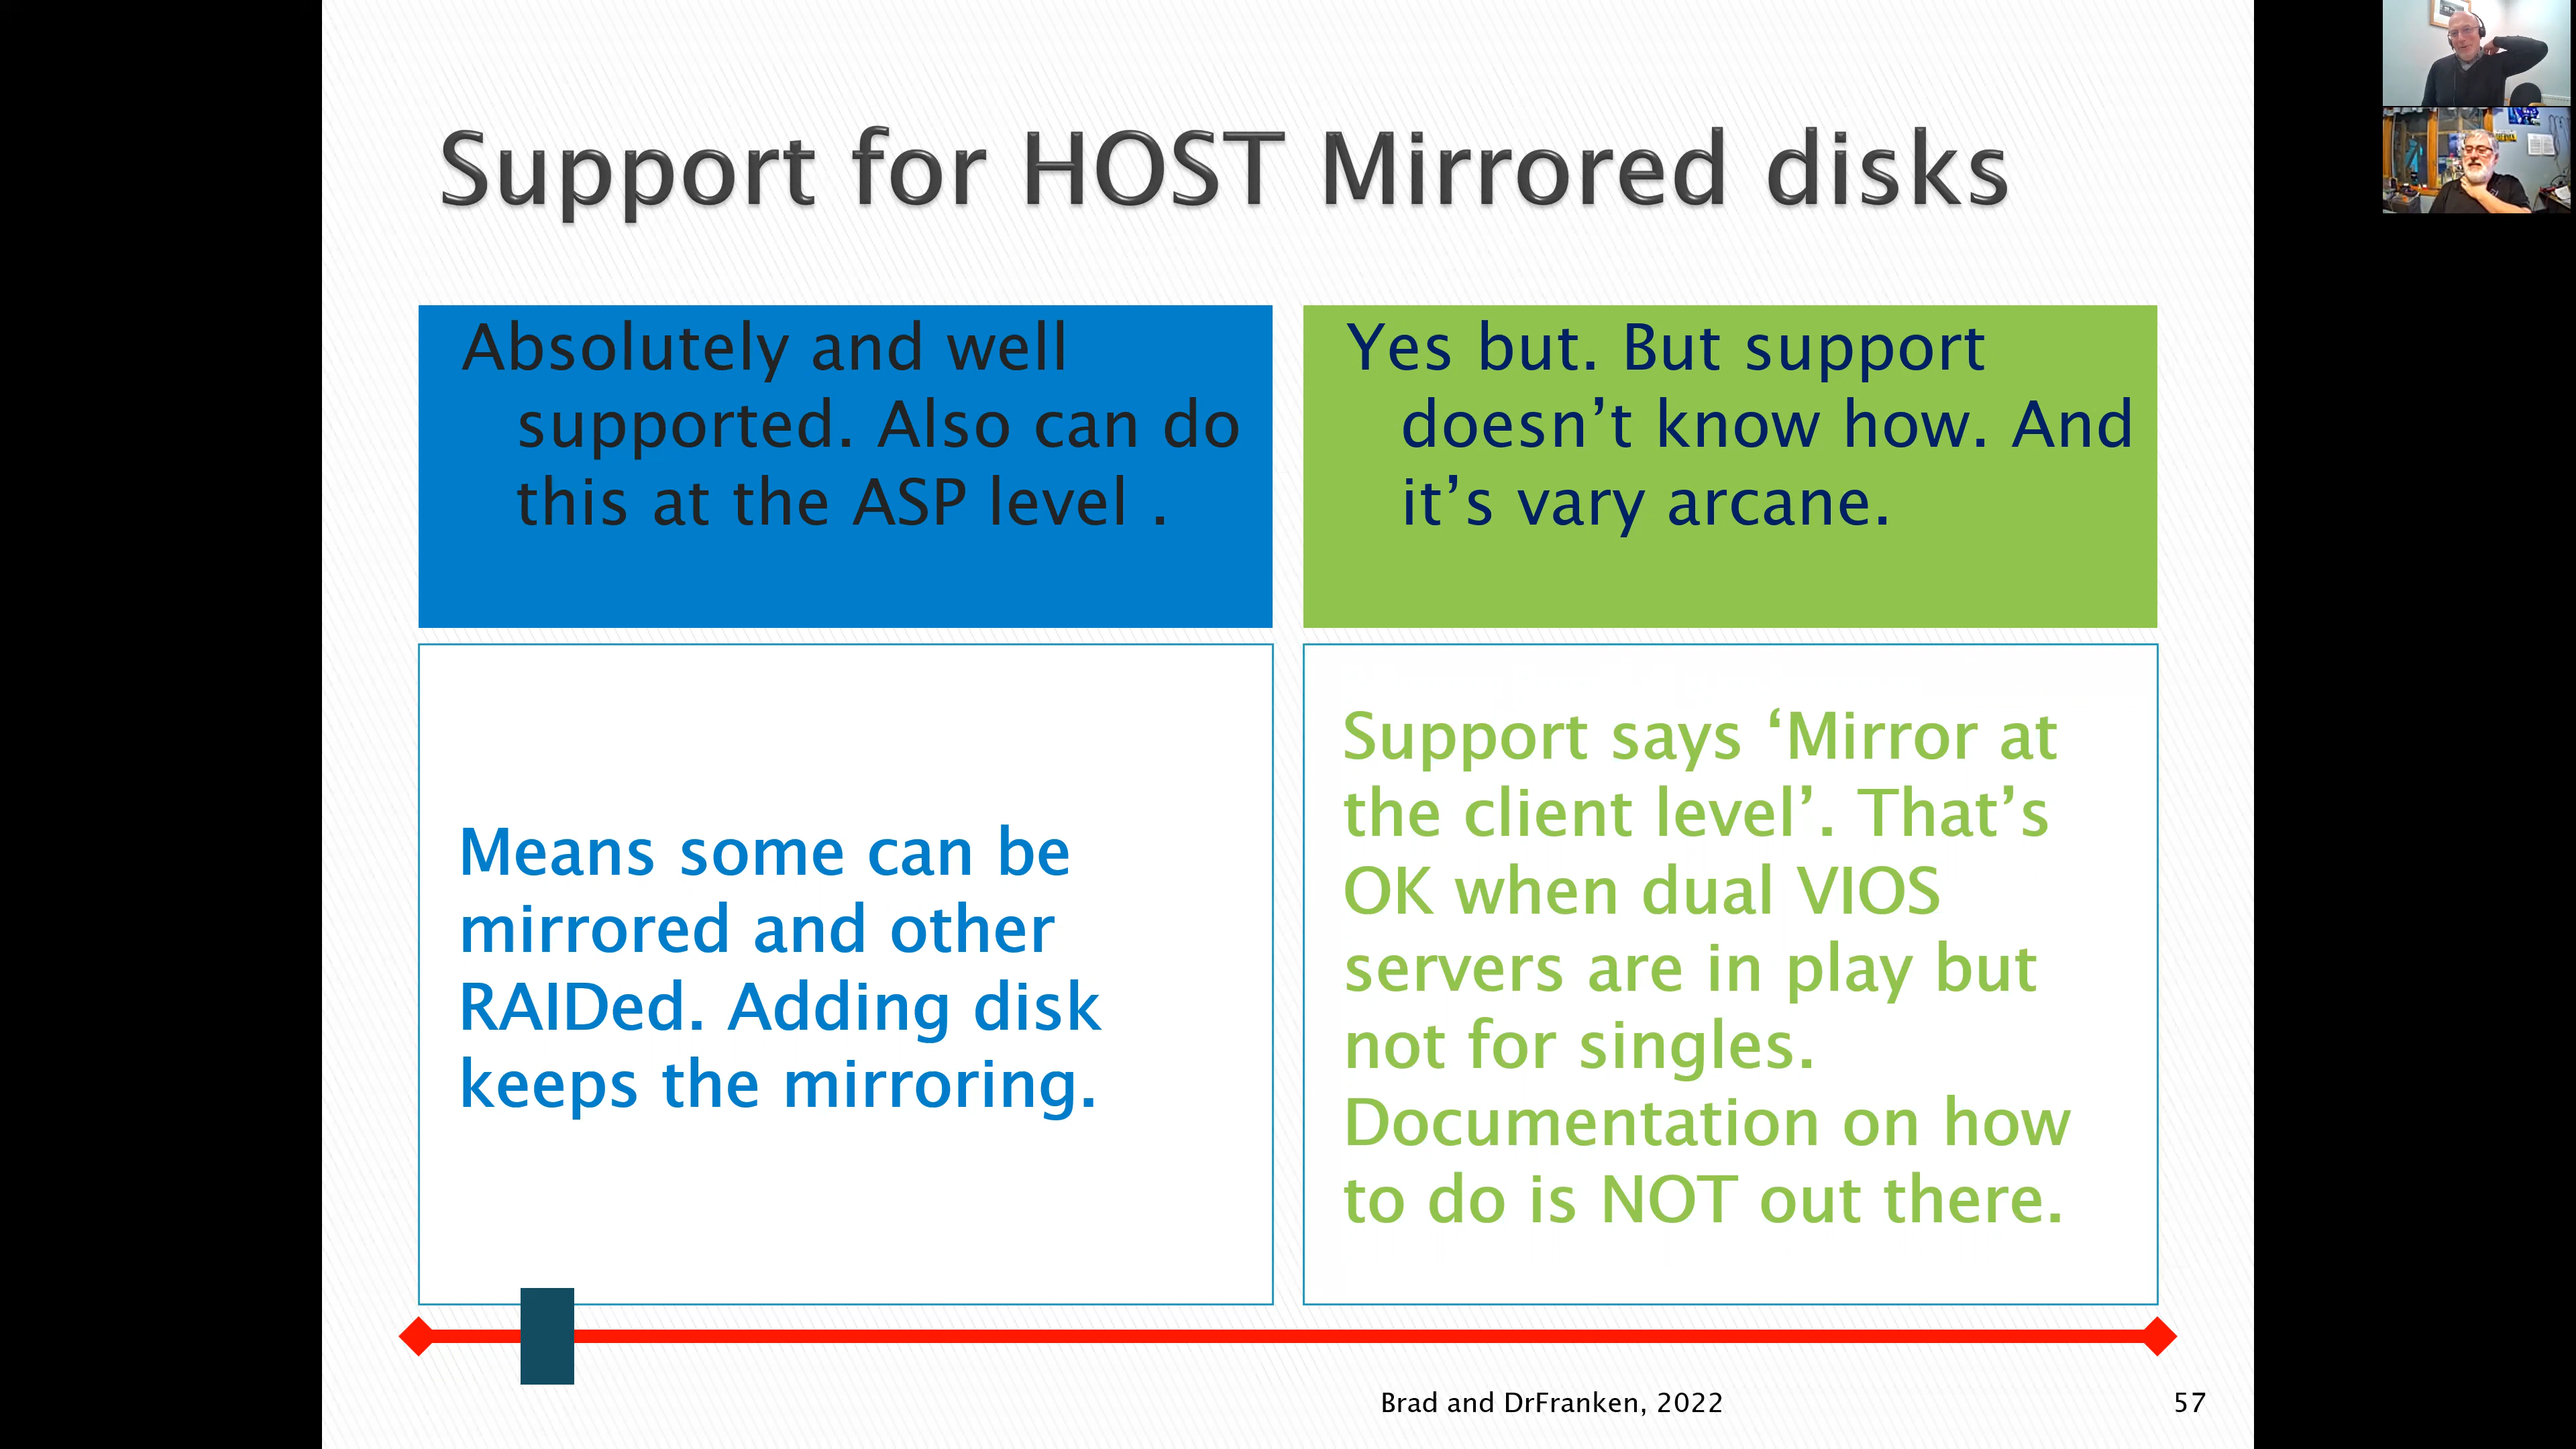 Support for HOST Mirrored disks
Absolutely and well
supported. Also can do
this at the ASP level .
Yes but. But support
doesn’t know how. And
it’s vary arcane.
Means some can be
mirrored and other
RAIDed. Adding disk
keeps the mirroring.
Support says ‘Mirror at
the client level’. That’s
OK when dual VIOS
servers are in play but
not for singles.
Documentation on how
to do is NOT out there.
Brad and DrFranken, 2022
57